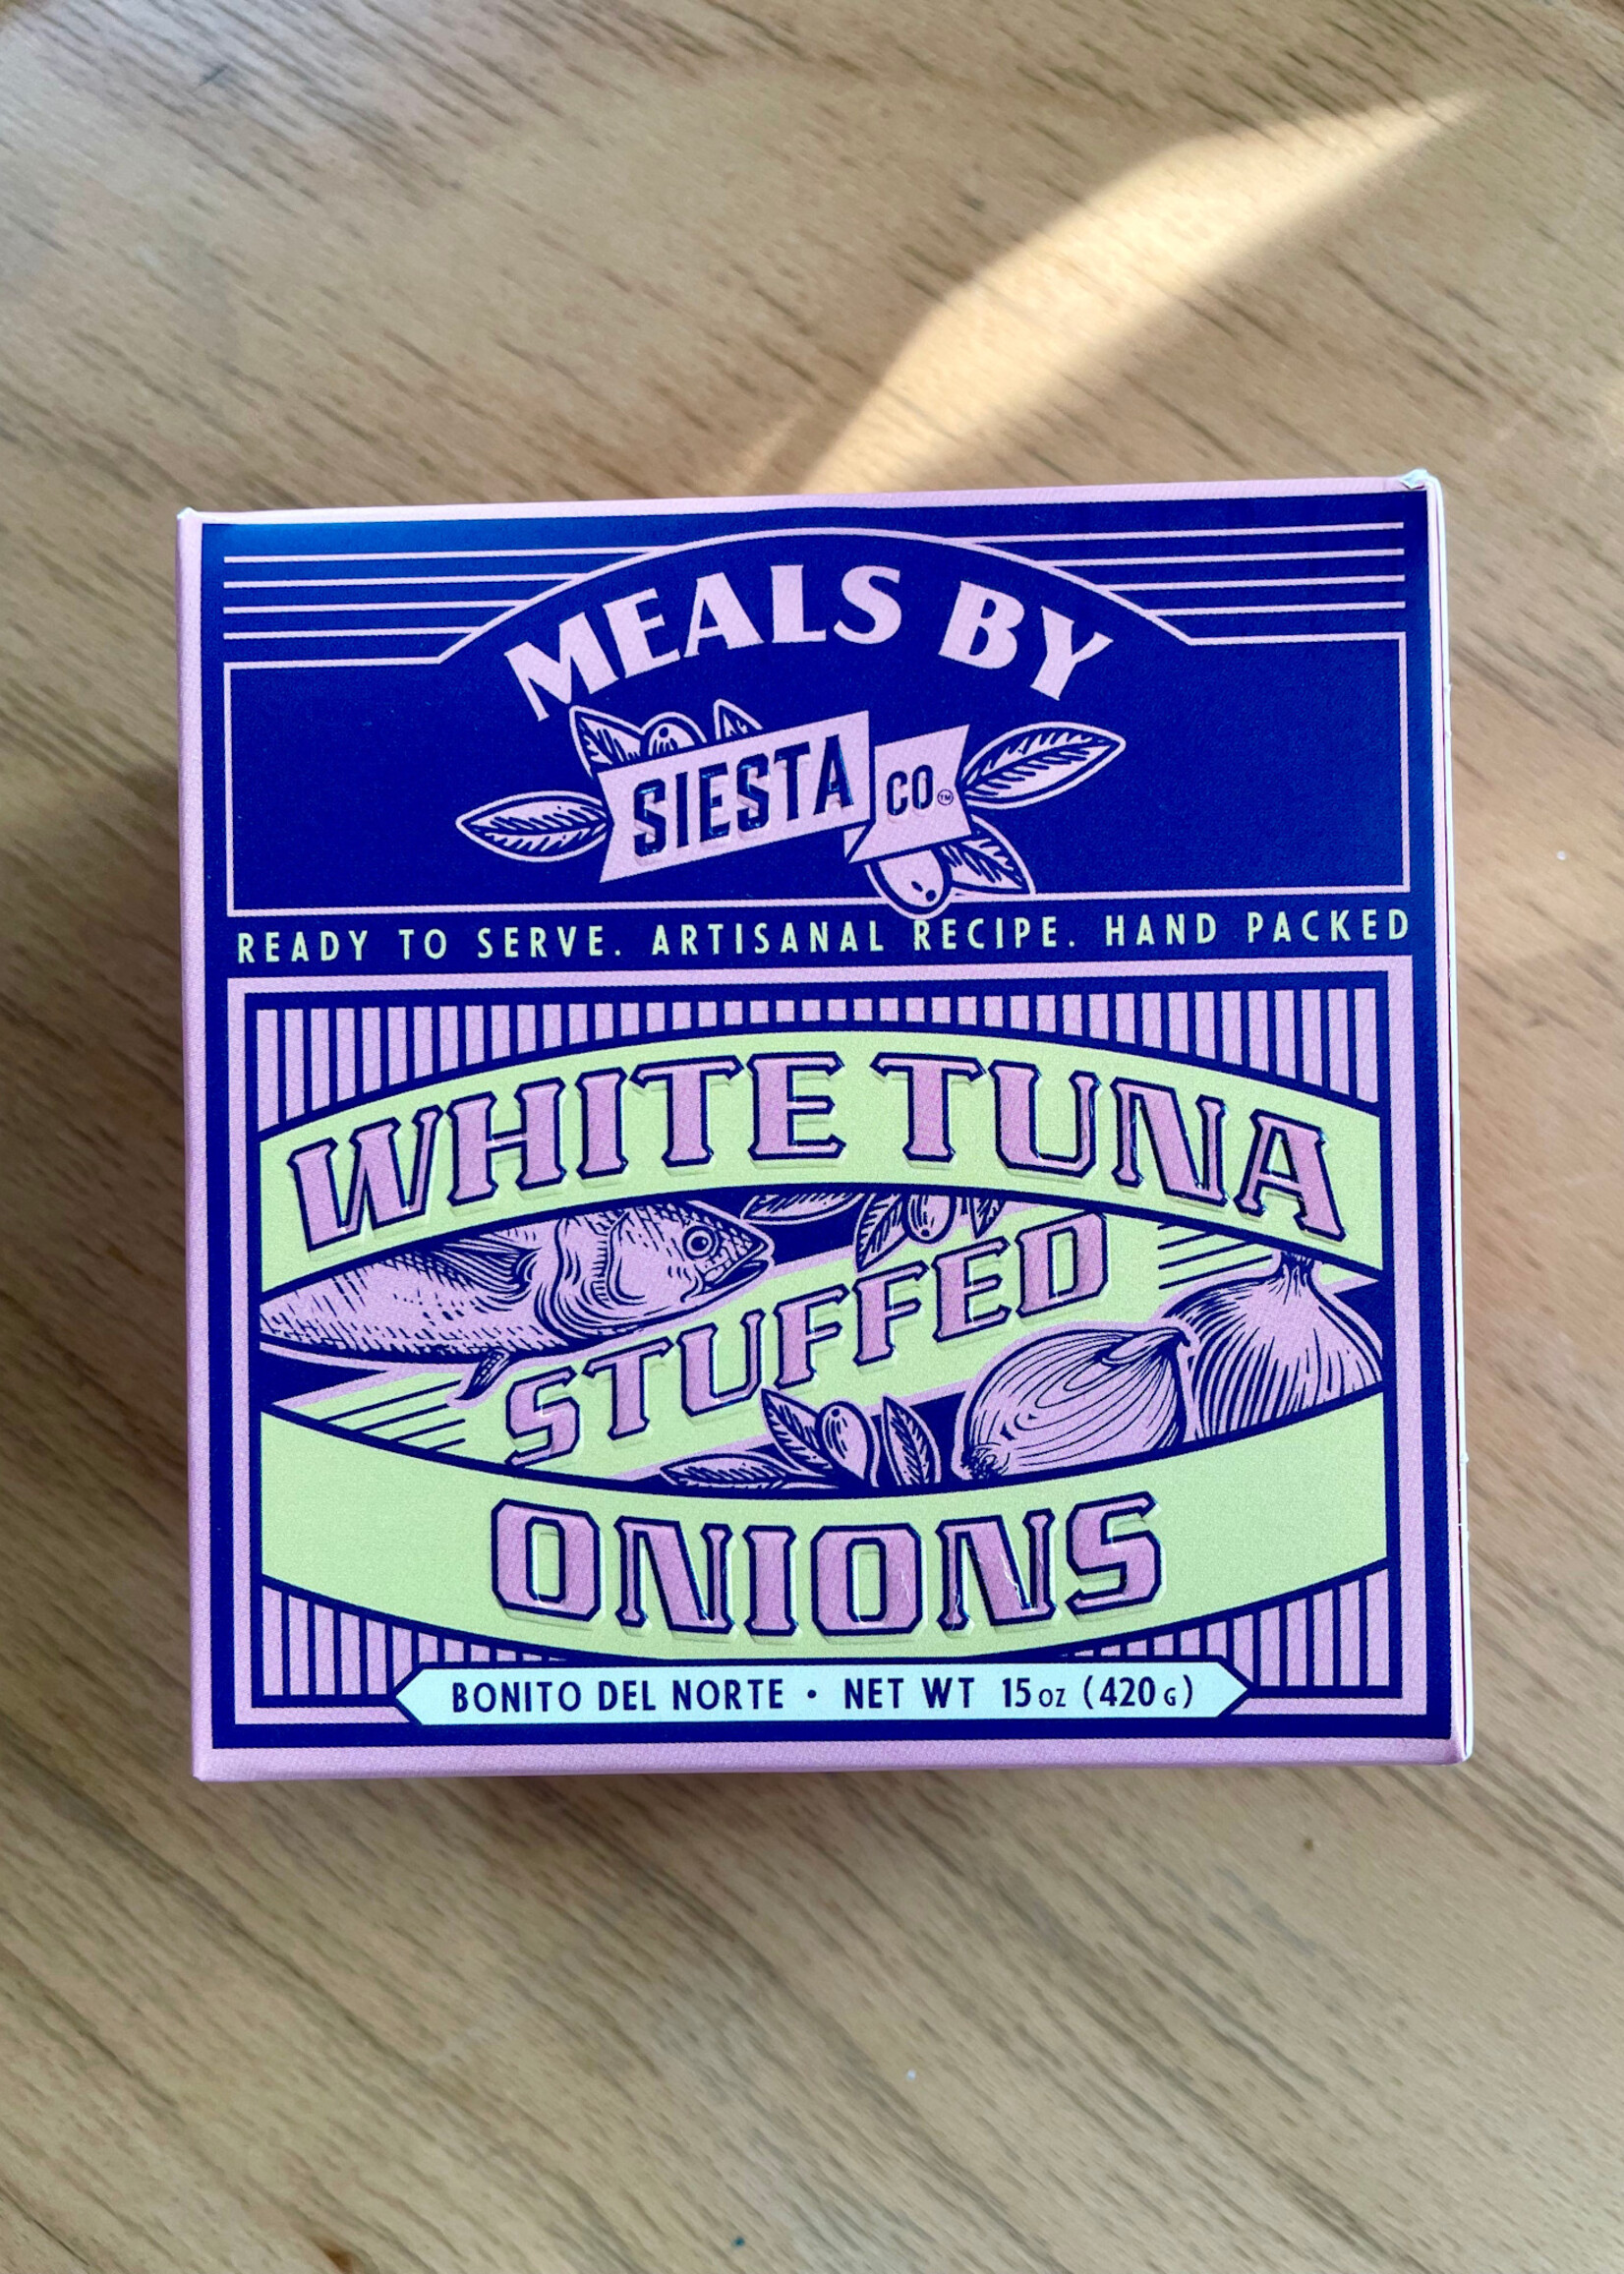 MEALS BY
SIESTA CO™
READY TO SERVE. ARTISANAL RECIPE. HAND PACKED
WHITE TUNA
STUFFED
ONIONS
BONITO DEL NORTE • NET WT 15 OZ (420 G)